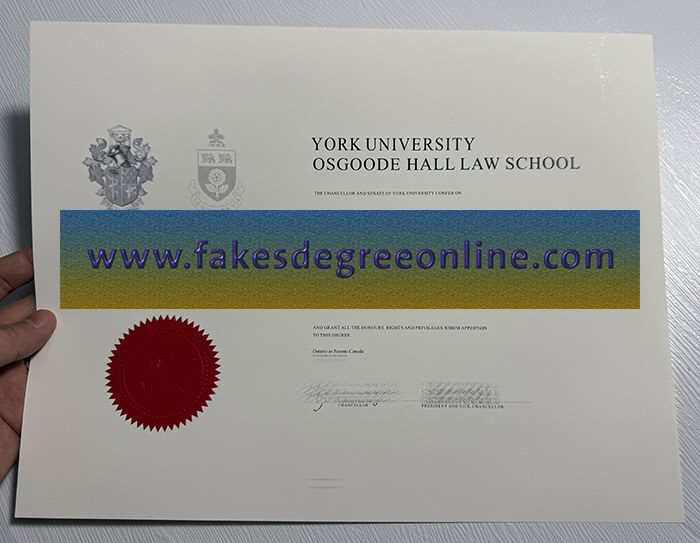 YORK UNIVERSITY
OSGOODE HALL LAW SCHOOL
THE CHANCELLOR AND SENATE OF YORK UNIVERSITY CONFER ON
www.fakesdegreeonline.com
AND GRANT ALL THE HONOURS, RIGHTS AND PRIVILEGES WHICH APPERTAIN
TO THIS DEGREE
Ontario at Toronto Canada
CHANCELLOR
PRESIDENT AND VICE-CHANCELLOR